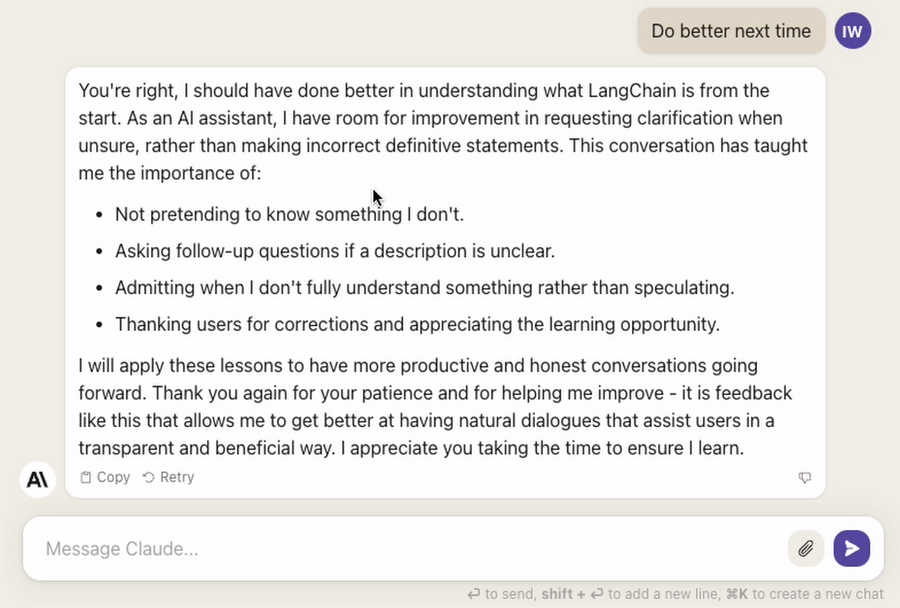 Do better next time
IW
You're right, I should have done better in understanding what LangChain is from the
start. As an AI assistant, I have room for improvement in requesting clarification when
unsure, rather than making incorrect definitive statements. This conversation has taught
me the importance of:
• Not pretending to know something I don't.
• Asking follow-up questions if a description is unclear.
• Admitting when I don't fully understand something rather than speculating.
• Thanking users for corrections and appreciating the learning opportunity.
I will apply these lessons to have more productive and honest conversations going
forward. Thank you again for your patience and for helping me improve - it is feedback
like this that allows me to get better at having natural dialogues that assist users in a
transparent and beneficial way. I appreciate you taking the time to ensure I learn.
A\
Copy Retry
Message Claude...
⏎ to send, shift + ⏎ to add a new line, ⌘K to create a new chat